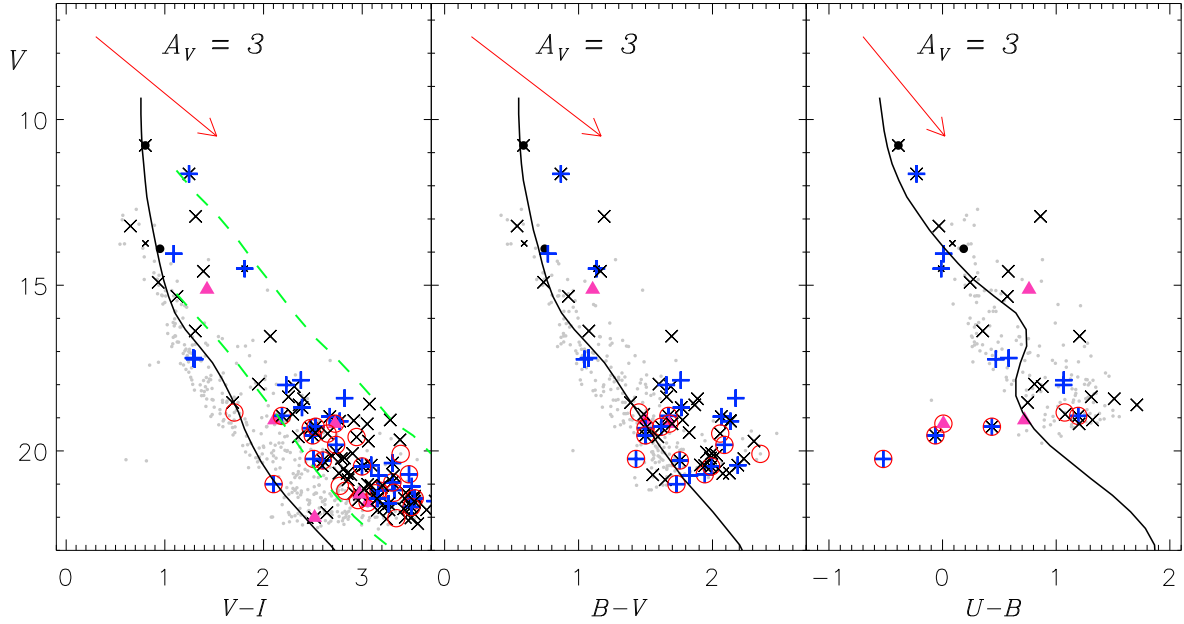 A_V = 3
A_V = 3
A_V = 3
V
10
15
20
0 1 2 3
0 1 2
-1 0 1 2
V-I
B-V
U-B